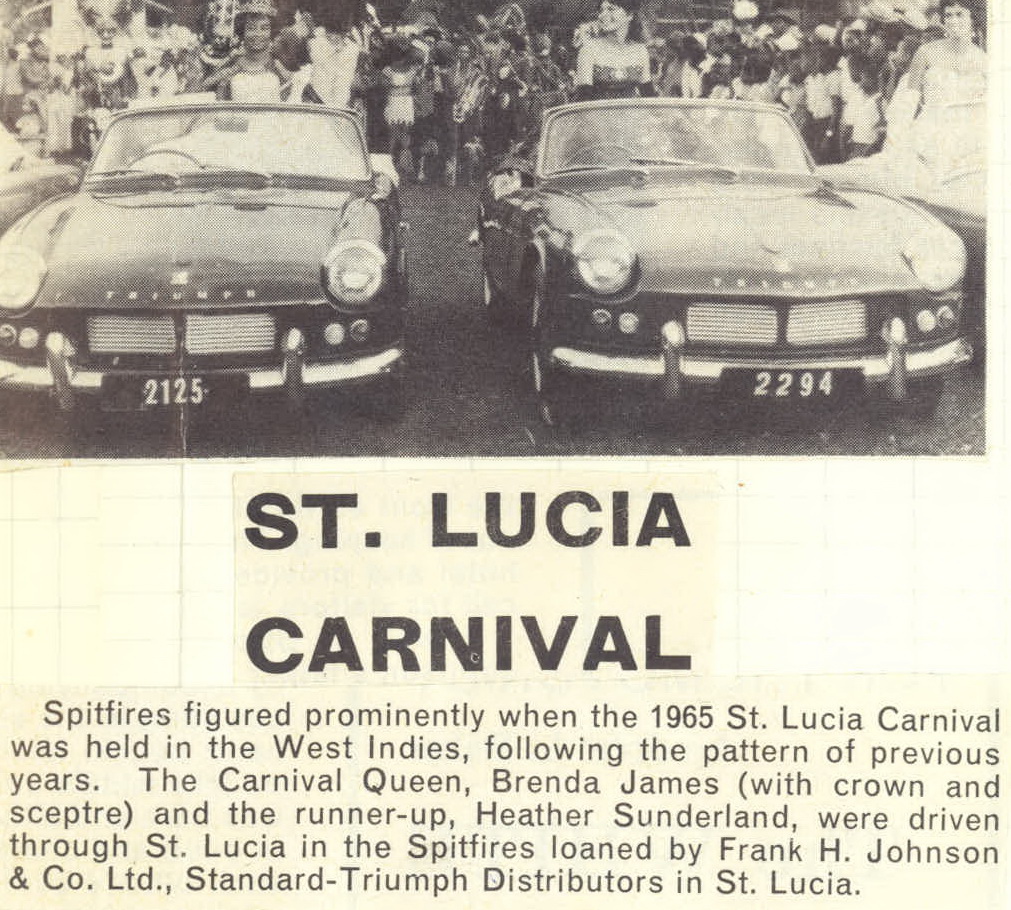 TRIUMPH
TRIUMPH
2125
2294
ST. LUCIA
CARNIVAL
Spitfires figured prominently when the 1965 St. Lucia Carnival
was held in the West Indies, following the pattern of previous
years. The Carnival Queen, Brenda James (with crown and
sceptre) and the runner-up, Heather Sunderland, were driven
through St. Lucia in the Spitfires loaned by Frank H. Johnson
& Co. Ltd., Standard-Triumph Distributors in St. Lucia.